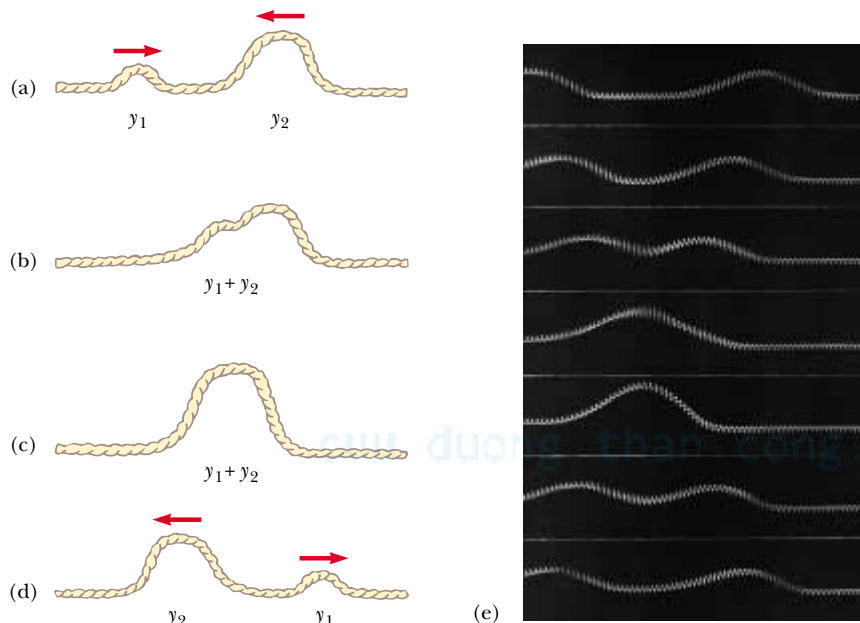 (a)
y₁ y₂
(b)
y₁ + y₂
(c)
cuu duong than cong
y₁ + y₂
(d)
y₂ y₁
(e)